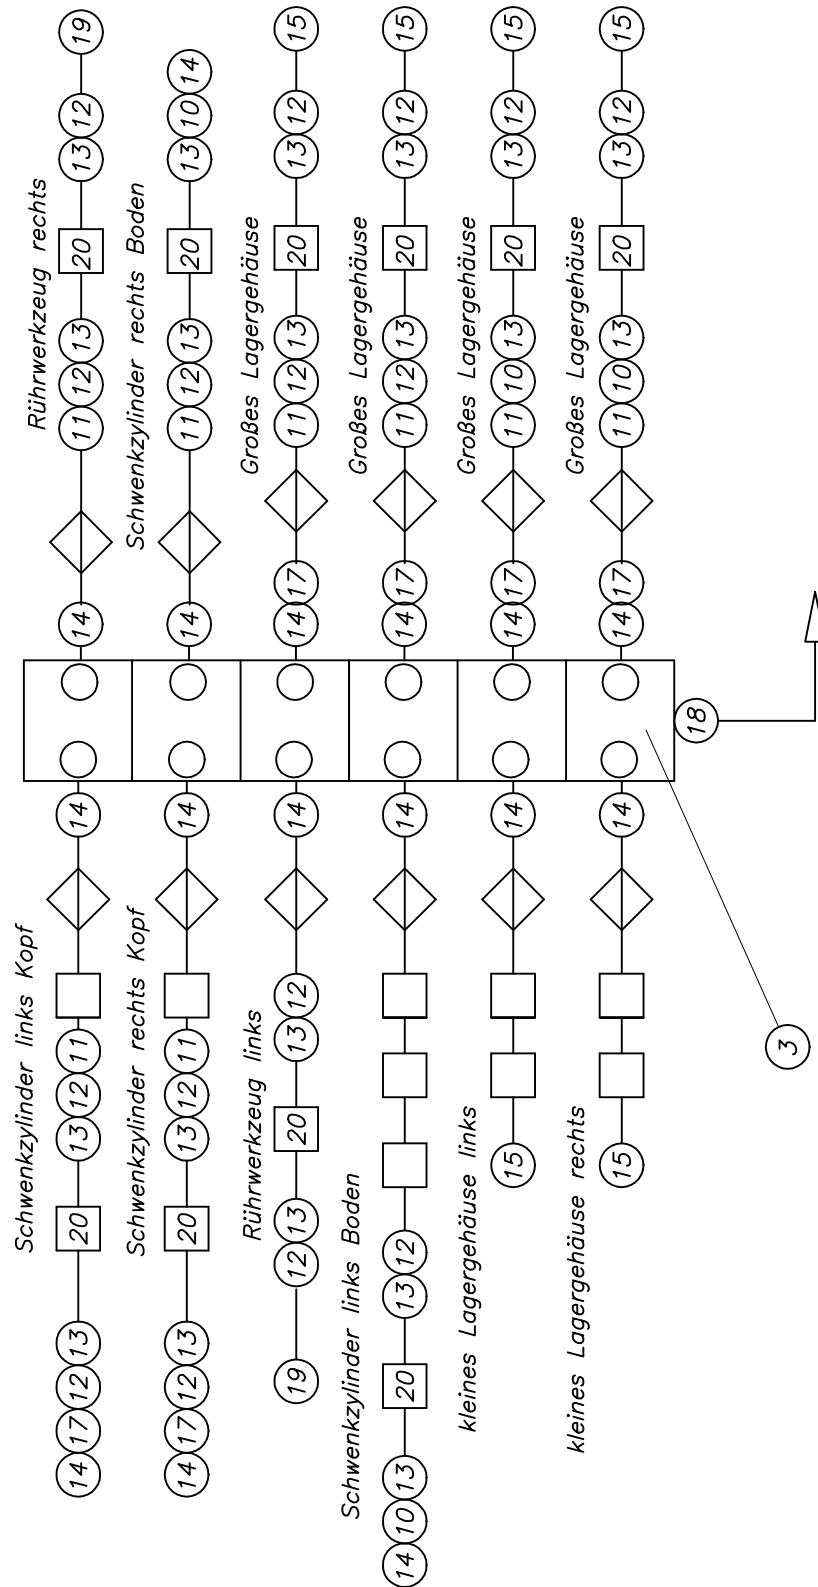 Schwenkzylinder links Kopf
Rührwerkzeug rechts
14 17 12 13 20 13 12 11 14 14 11 12 13 20 13 12 19
Schwenkzylinder rechts Kopf
Schwenkzylinder rechts Boden
14 17 12 13 20 13 12 11 14 14 11 12 13 20 13 10 14
Rührwerkzeug links
Großes Lagergehäuse
19 12 13 20 13 12 14 14 17 11 12 13 20 13 12 15
Schwenkzylinder links Boden
Großes Lagergehäuse
14 10 13 20 13 12 14 14 17 11 12 13 20 13 12 15
kleines Lagergehäuse links
Großes Lagergehäuse
15 14 14 17 11 10 13 20 13 12 15
kleines Lagergehäuse rechts
Großes Lagergehäuse
15 14 14 17 11 10 13 20 13 12 15
18
3